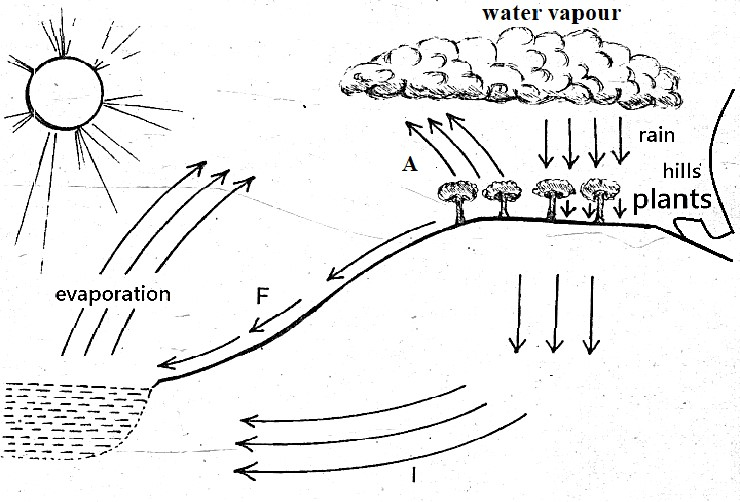 water vapour
rain
A
hills
plants
evaporation
F
I